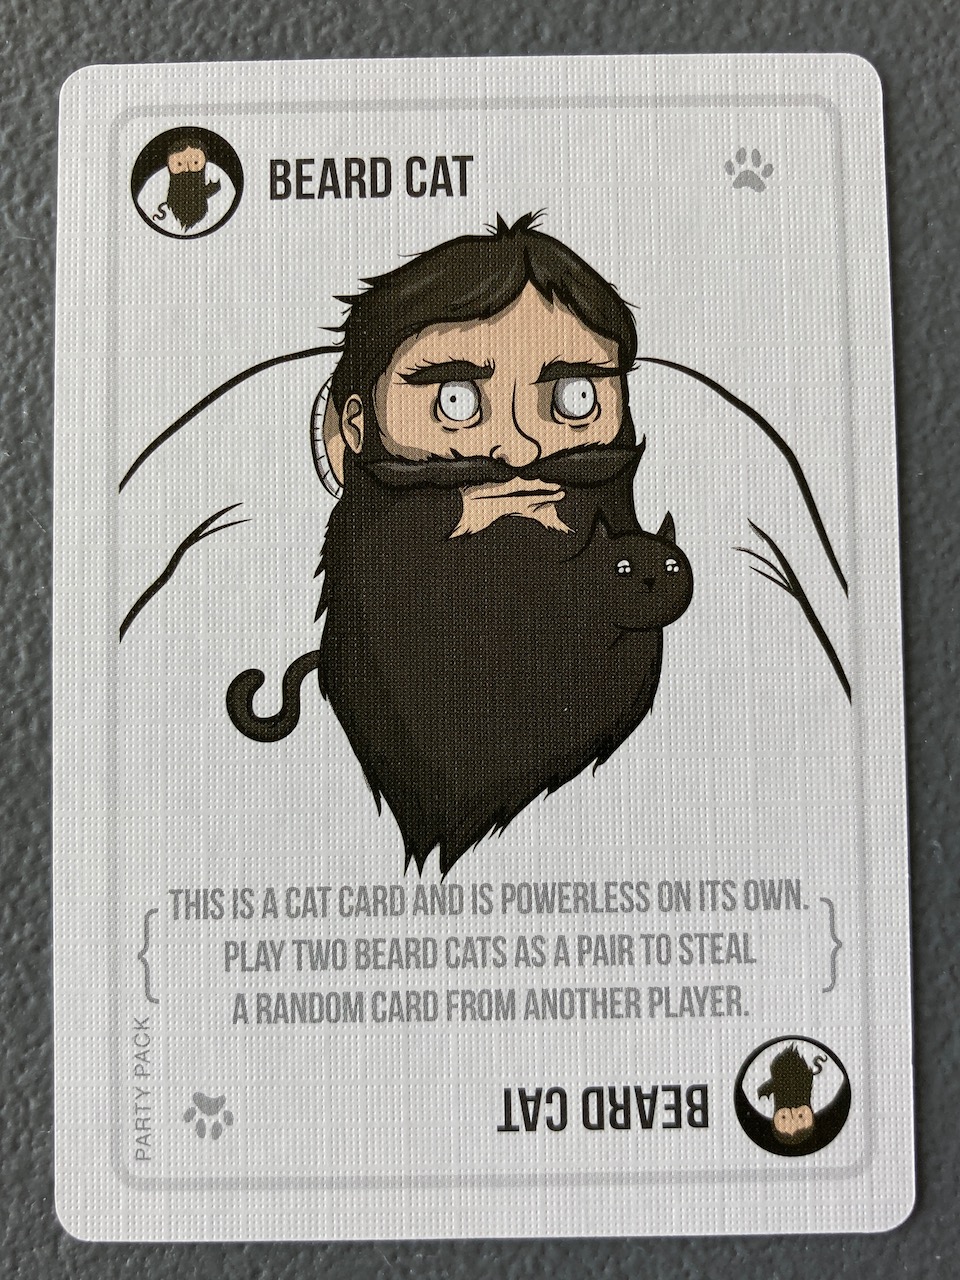 BEARD CAT
THIS IS A CAT CARD AND IS POWERLESS ON ITS OWN.
PLAY TWO BEARD CATS AS A PAIR TO STEAL
A RANDOM CARD FROM ANOTHER PLAYER.
PARTY PACK
BEARD CAT